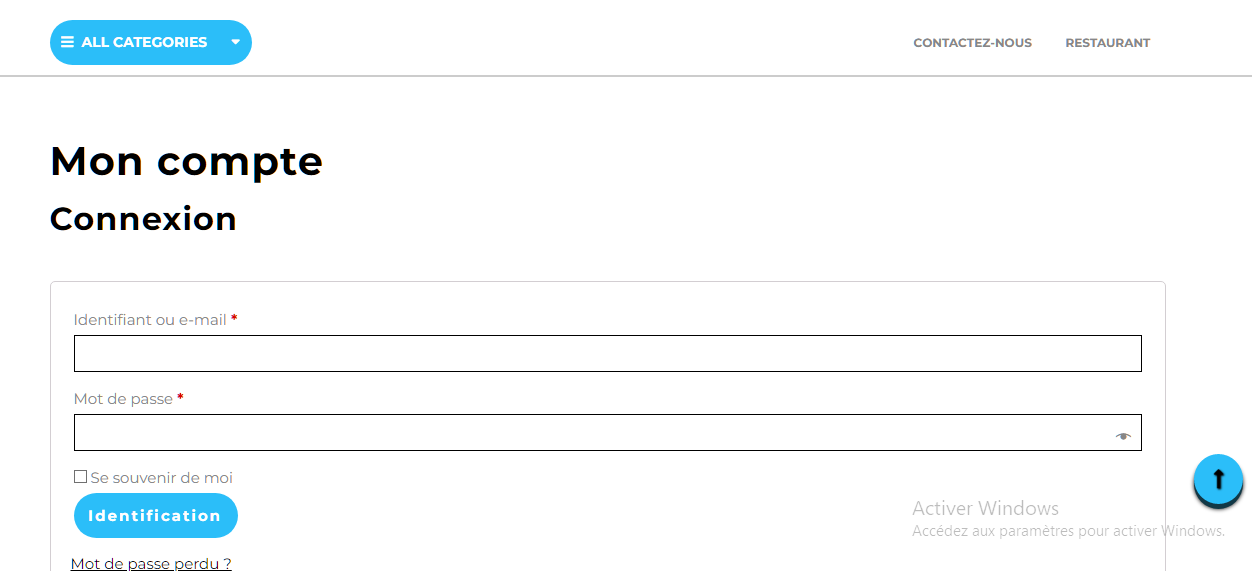 ALL CATEGORIES
CONTACTEZ-NOUS
RESTAURANT
Mon compte
Connexion
Identifiant ou e-mail *
Mot de passe *
Se souvenir de moi
Identification
Activer Windows
Accédez aux paramètres pour activer Windows.
Mot de passe perdu ?